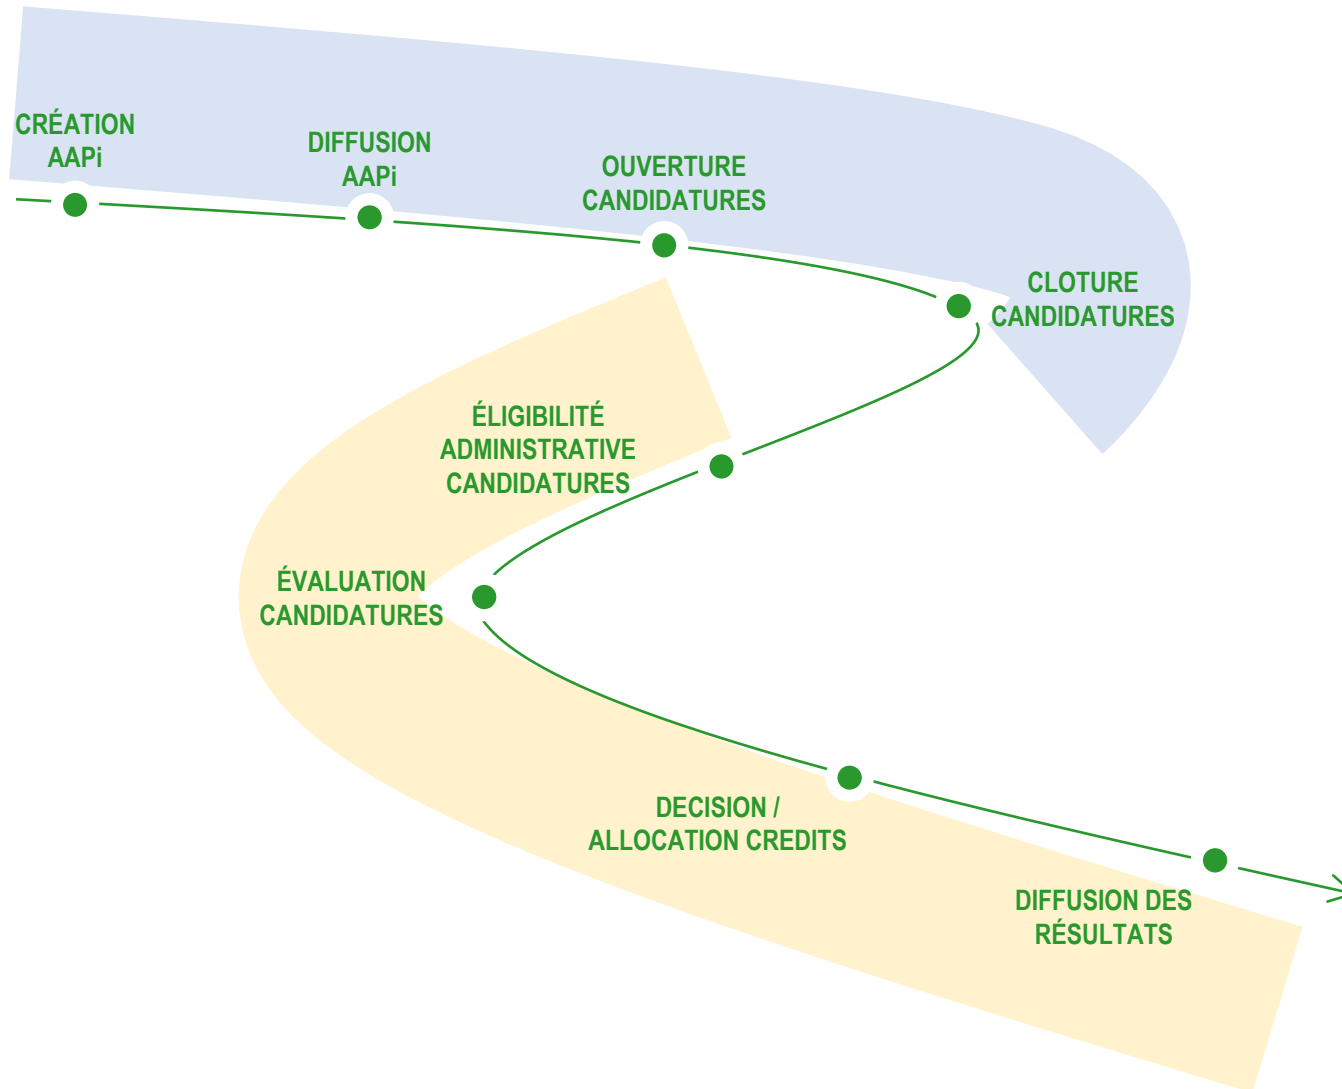 CRÉATION
AAPi
DIFFUSION
AAPi
OUVERTURE
CANDIDATURES
CLOTURE
CANDIDATURES
ÉLIGIBILITÉ
ADMINISTRATIVE
CANDIDATURES
ÉVALUATION
CANDIDATURES
DECISION /
ALLOCATION CREDITS
DIFFUSION DES
RÉSULTATS